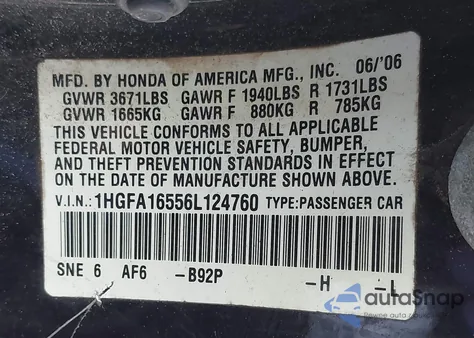 MFD. BY HONDA OF AMERICA MFG., INC. 06/'06
GVWR 3671LBS GAWR F 1940LBS R 1731LBS
GVWR 1665KG GAWR F 880KG R 785KG
THIS VEHICLE CONFORMS TO ALL APPLICABLE
FEDERAL MOTOR VEHICLE SAFETY, BUMPER,
AND THEFT PREVENTION STANDARDS IN EFFECT
ON THE DATE OF MANUFACTURE SHOWN ABOVE.
V.I.N.: 1HGFA16556L124760 TYPE:PASSENGER CAR
SNE 6 AF6 -B92P -H -L
autoSnap
Pewne auto z